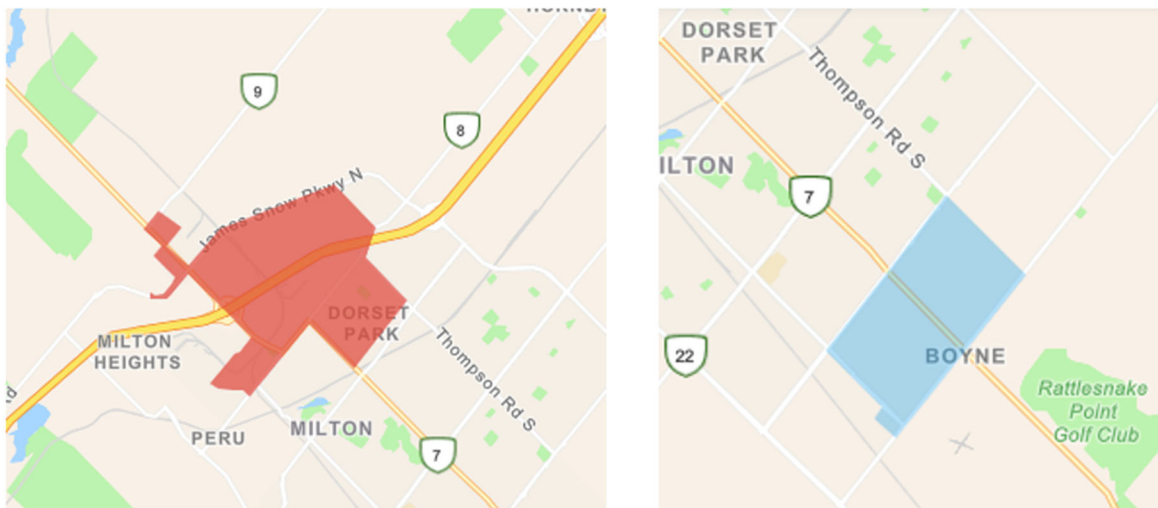 9
8
James Snow Pkwy N
DORSET
PARK
MILTON
HEIGHTS
Thompson Rd S
PERU
MILTON
7
DORSET
PARK
Thompson Rd S
ILTON
7
22
BOYNE
Rattlesnake
Point
Golf Club